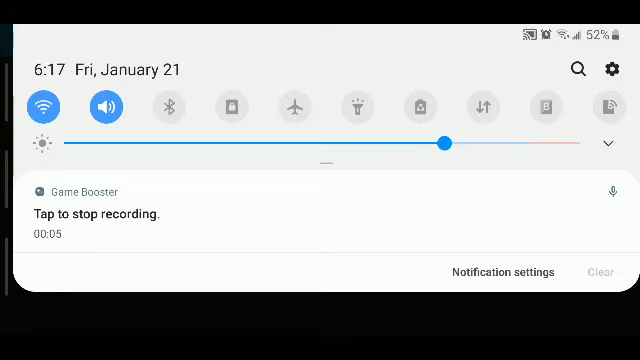 52%
6:17 Fri, January 21
Game Booster
Tap to stop recording.
00:05
Notification settings Clear